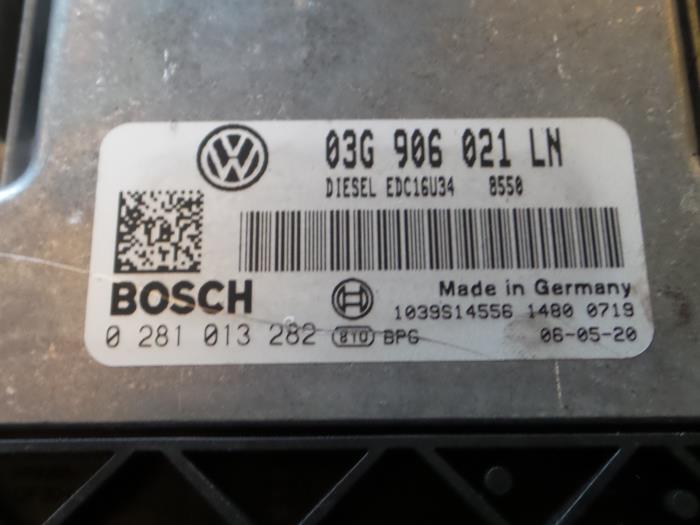 03G 906 021 LN
DIESEL EDC16U34 8550
BOSCH
Made in Germany
1039S14556 1480 0719
0 281 013 282 BPG 06-05-20